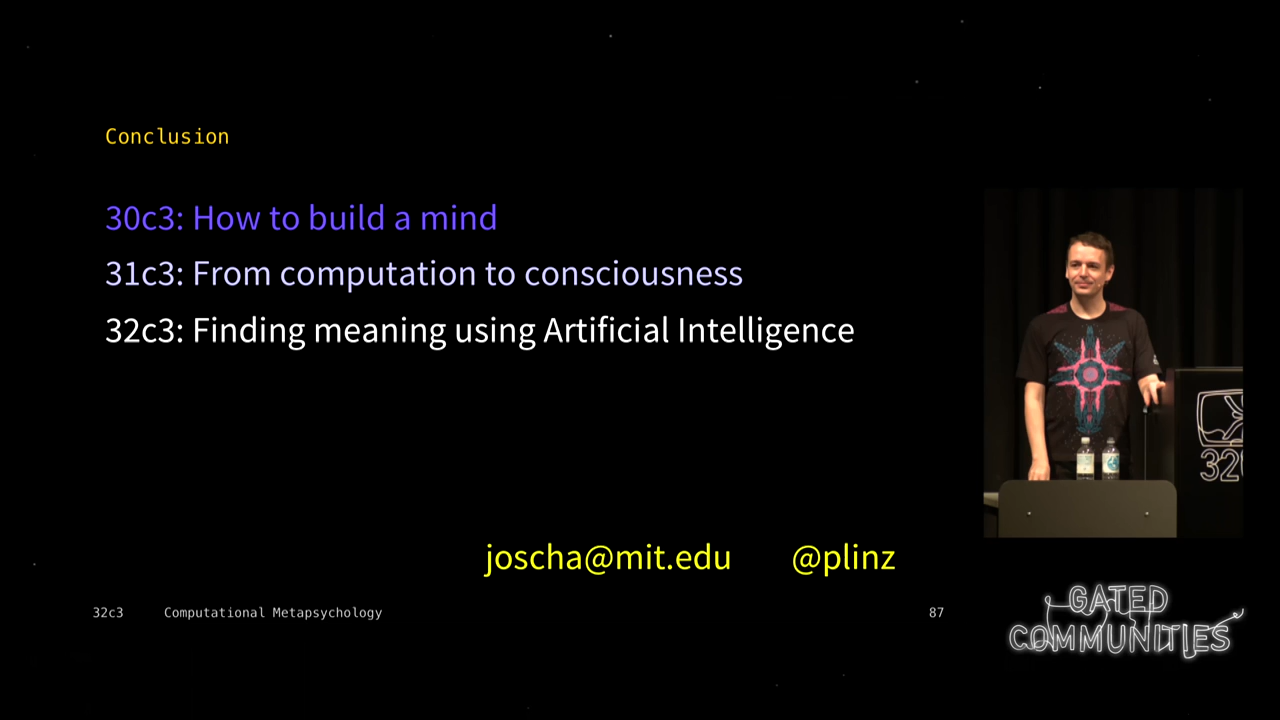 Conclusion
30c3: How to build a mind
31c3: From computation to consciousness
32c3: Finding meaning using Artificial Intelligence
joscha@mit.edu @plinz
32c3 Computational Metapsychology 87
32
GATED
COMMUNITIES